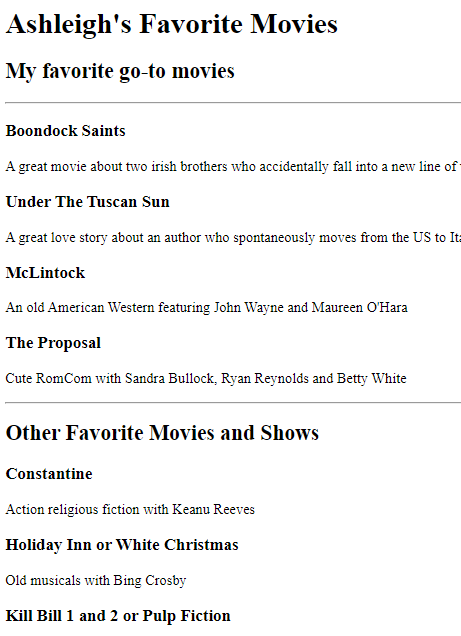 Ashleigh's Favorite Movies
My favorite go-to movies
Boondock Saints
A great movie about two irish brothers who accidentally fall into a new line of
Under The Tuscan Sun
A great love story about an author who spontaneously moves from the US to
McLintock
An old American Western featuring John Wayne and Maureen O'Hara
The Proposal
Cute RomCom with Sandra Bullock, Ryan Reynolds and Betty White
Other Favorite Movies and Shows
Constantine
Action religious fiction with Keanu Reeves
Holiday Inn or White Christmas
Old musicals with Bing Crosby
Kill Bill 1 and 2 or Pulp Fiction